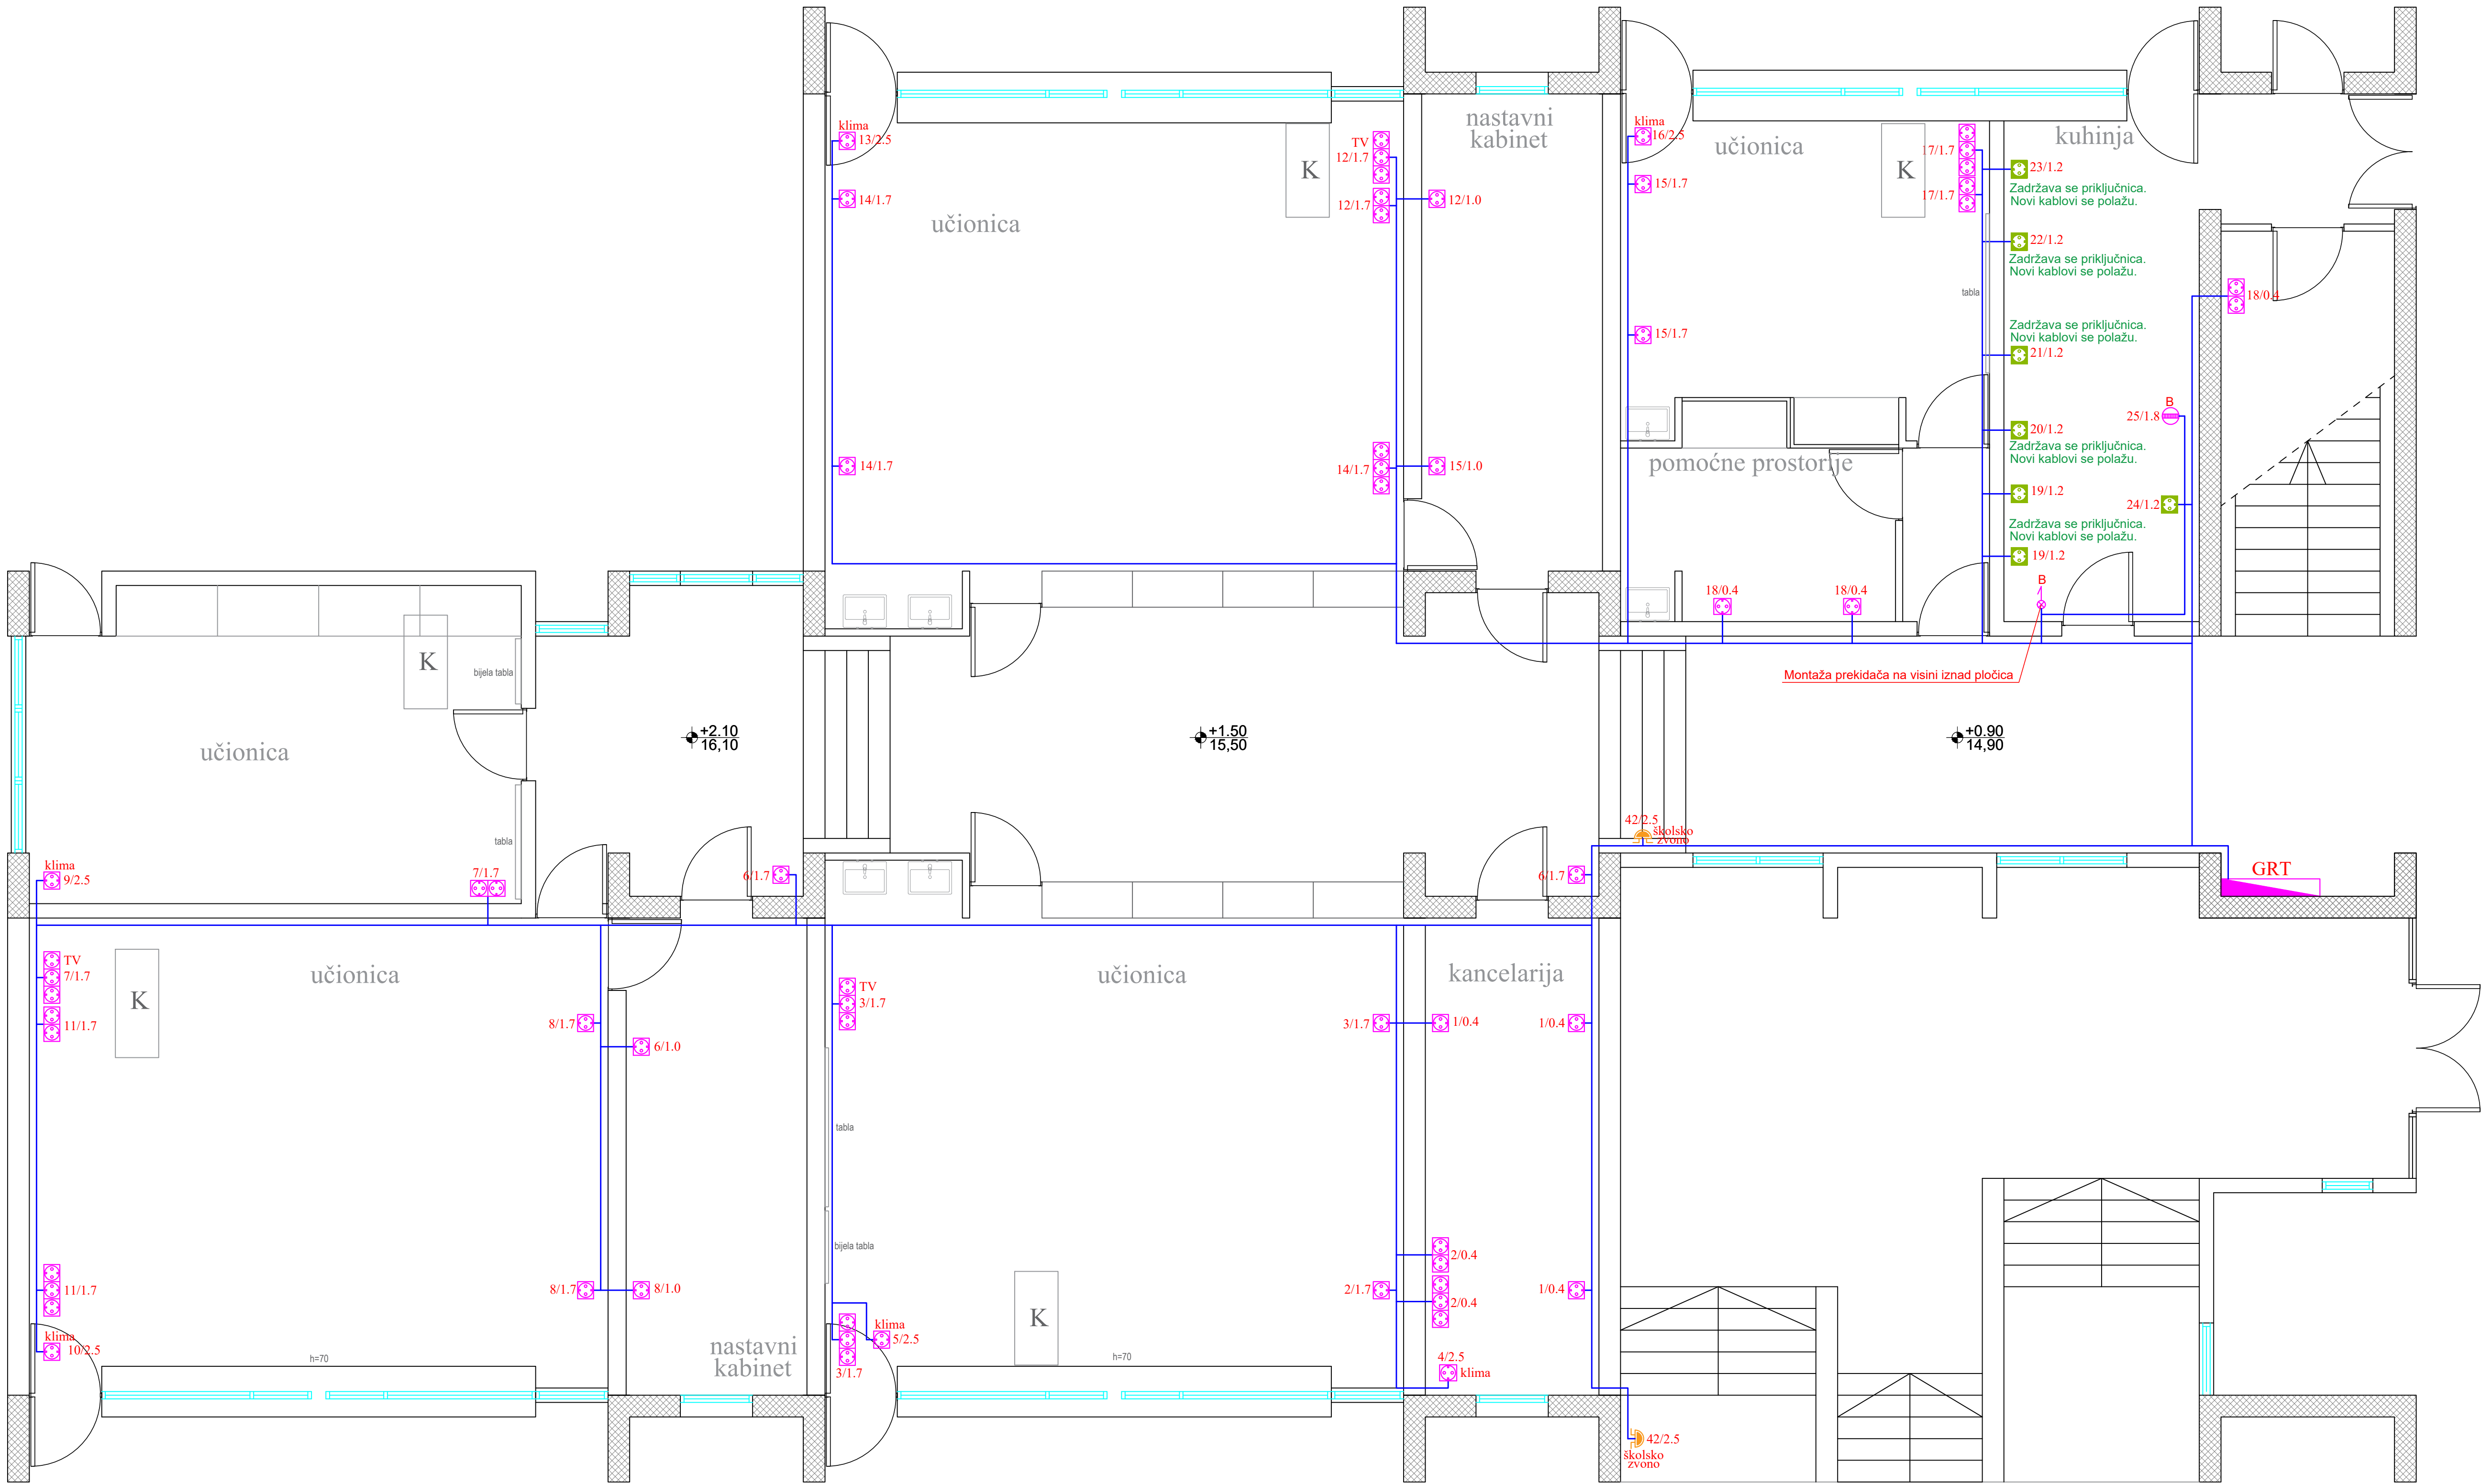 klima
13/2.5
14/1.7
učionica
14/1.7
TV
12/1.7
12/1.7
K
14/1.7
nastavni
kabinet
12/1.0
15/1.0
klima
16/2.5
15/1.7
15/1.7
učionica
K
17/1.7
17/1.7
tabla
kuhinja
23/1.2
Zadržava se priključnica.
Novi kablovi se polažu.
22/1.2
Zadržava se priključnica.
Novi kablovi se polažu.
Zadržava se priključnica.
Novi kablovi se polažu.
21/1.2
20/1.2
Zadržava se priključnica.
Novi kablovi se polažu.
19/1.2
Zadržava se priključnica.
Novi kablovi se polažu.
19/1.2
18/0.4
B
25/1.8
24/1.2
B
pomoćne prostorije
18/0.4
18/0.4
Montaža prekidača na visini iznad pločica
K
bijela tabla
učionica
tabla
+2.10
16,10
+1.50
15,50
+0.90
14,90
klima
9/2.5
7/1.7
6/1.7
6/1.7
42/2.5
školsko
zvono
GRT
TV
7/1.7
11/1.7
K
učionica
8/1.7
6/1.0
11/1.7
klima
10/2.5
h=70
8/1.7
8/1.0
nastavni
kabinet
TV
3/1.7
učionica
tabla
bijela tabla
klima
5/2.5
3/1.7
K
h=70
3/1.7
2/1.7
kancelarija
1/0.4
1/0.4
2/0.4
2/0.4
1/0.4
4/2.5
klima
42/2.5
školsko
zvono